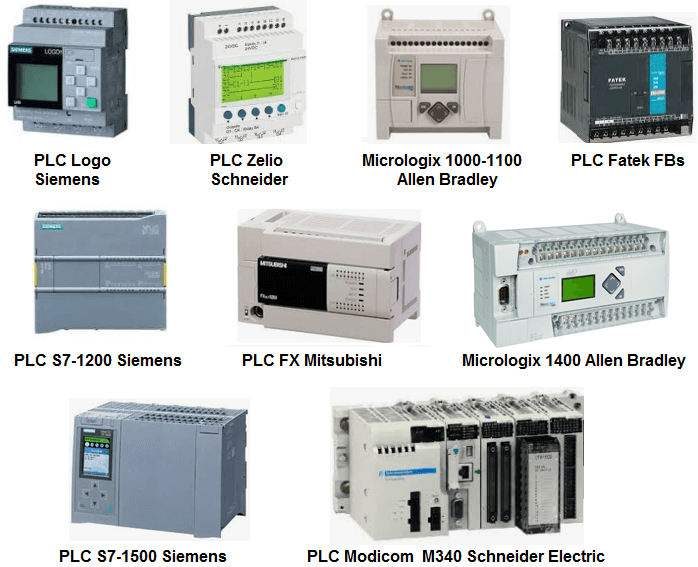 SIEMENS
LOGO!
24VDC
PLC Logo
Siemens
PLC Zelio
Schneider
Micrologix 1000-1100
Allen Bradley
FATEK
PLC Fatek FBs
SIEMENS
PLC S7-1200 Siemens
MITSUBISHI
PLC FX Mitsubishi
Micrologix 1400 Allen Bradley
SIEMENS
PLC S7-1500 Siemens
PLC Modicom M340 Schneider Electric